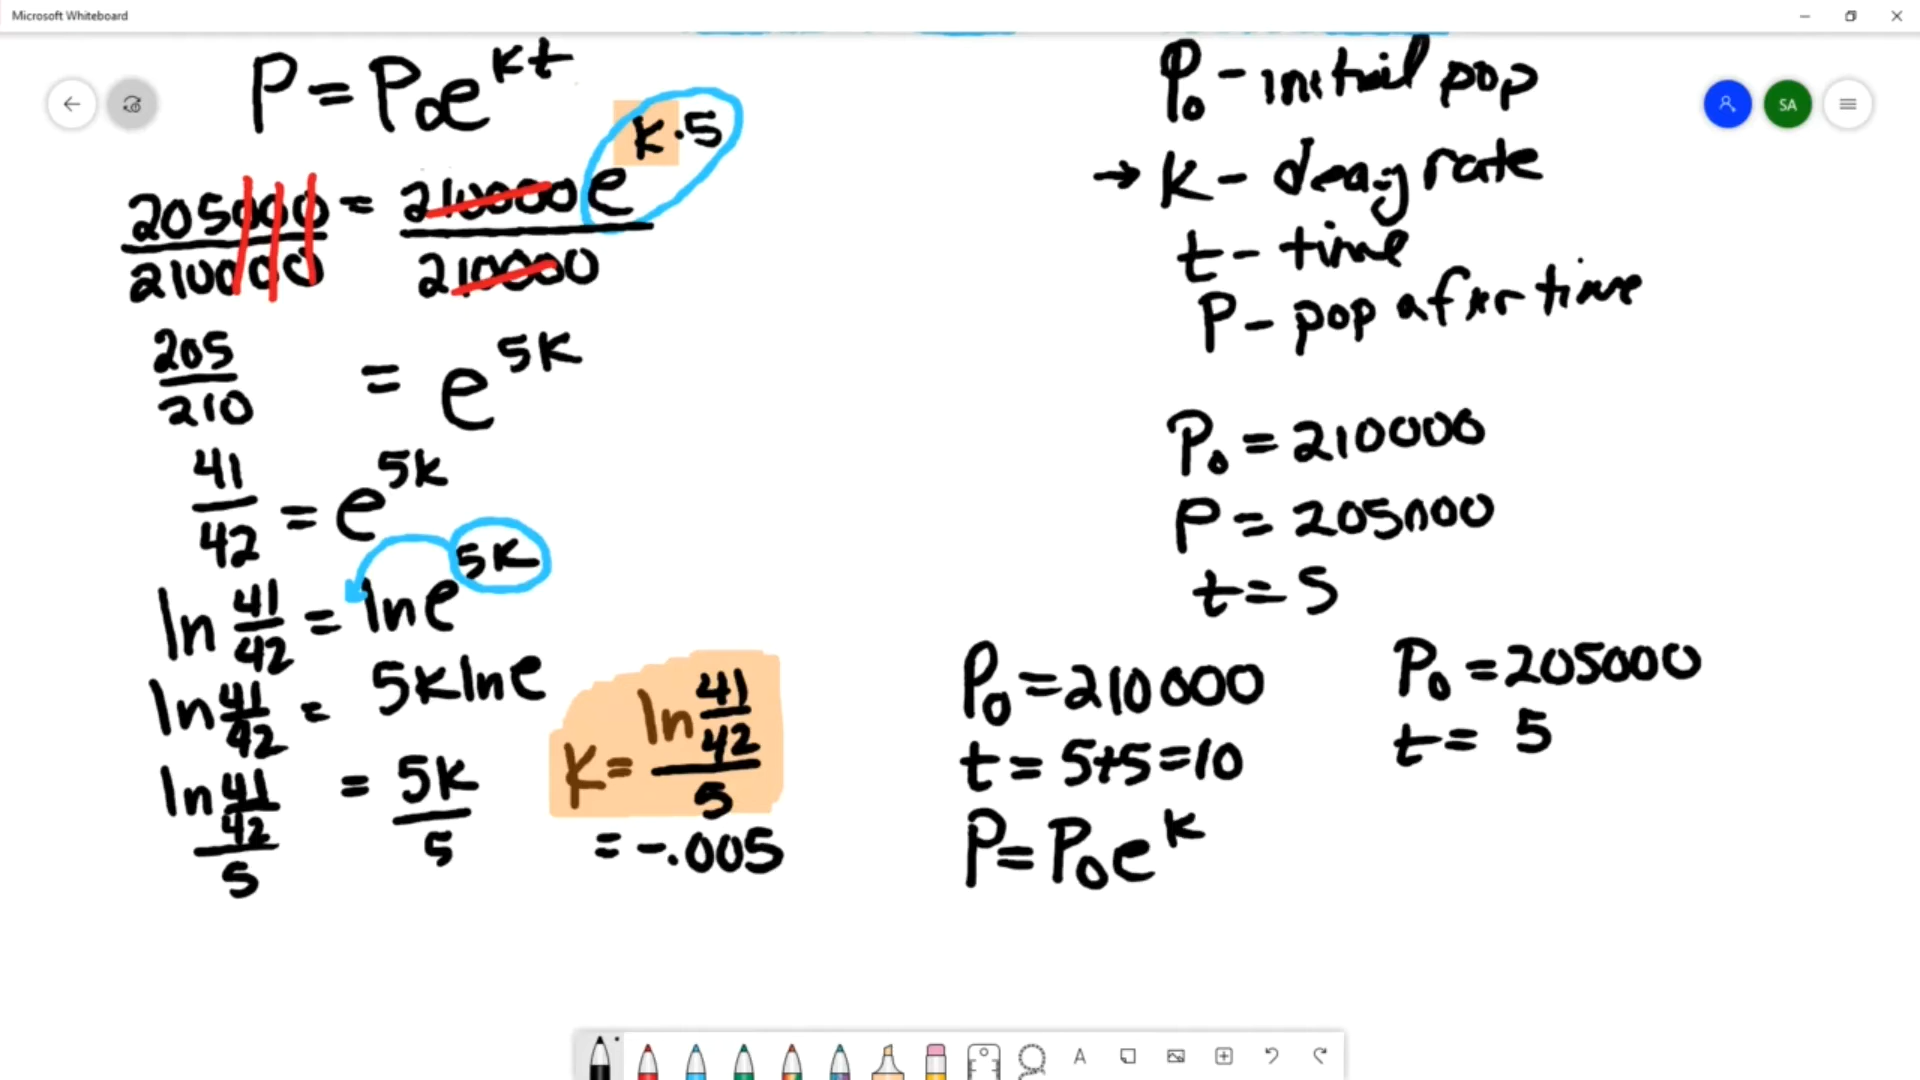 Microsoft Whiteboard
SA
P = P₀e^kt
205000/210000 = 210000e^k·5/210000
205/210 = e^5k
41/42 = e^5k
ln 41/42 = ln e^5k
ln 41/42 = 5k ln e
ln 41/42 / 5 = 5k/5
k = ln 41/42 / 5
= -.005
P₀ - initial pop
→ k - decay rate
t - time
P - pop after time
P₀ = 210000
P = 205000
t = 5
P₀ = 210000
t = 5+5=10
P = P₀e^k
P₀ = 205000
t = 5
A